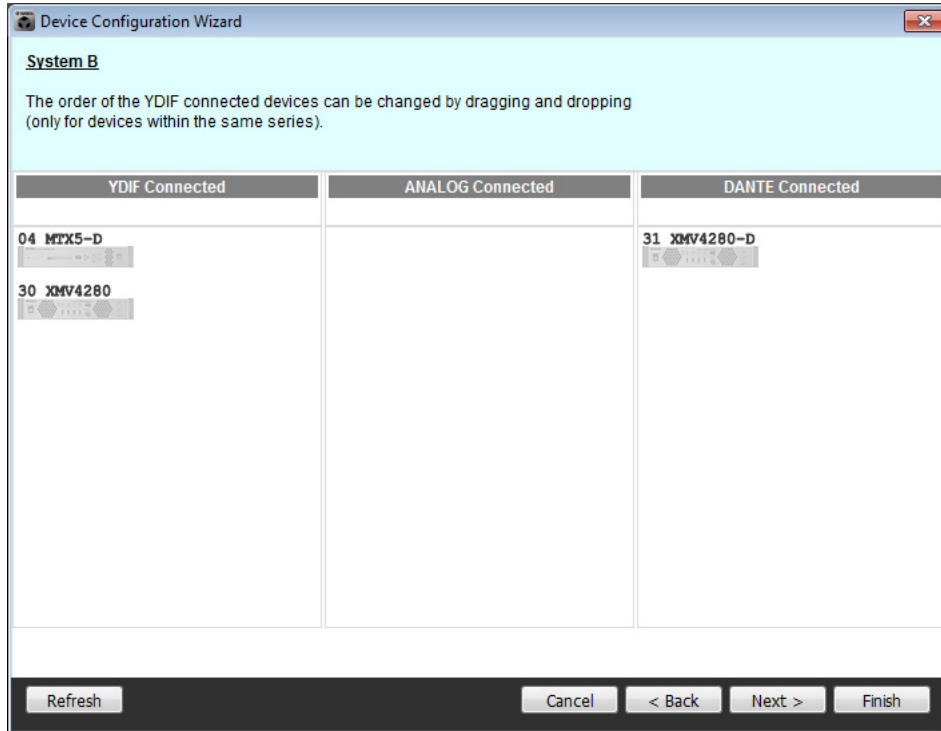 Device Configuration Wizard
System B
The order of the YDIF connected devices can be changed by dragging and dropping
(only for devices within the same series).
YDIF Connected
ANALOG Connected
DANTE Connected
04 MTX5-D
31 XMV4280-D
30 XMV4280
Refresh
Cancel
< Back
Next >
Finish